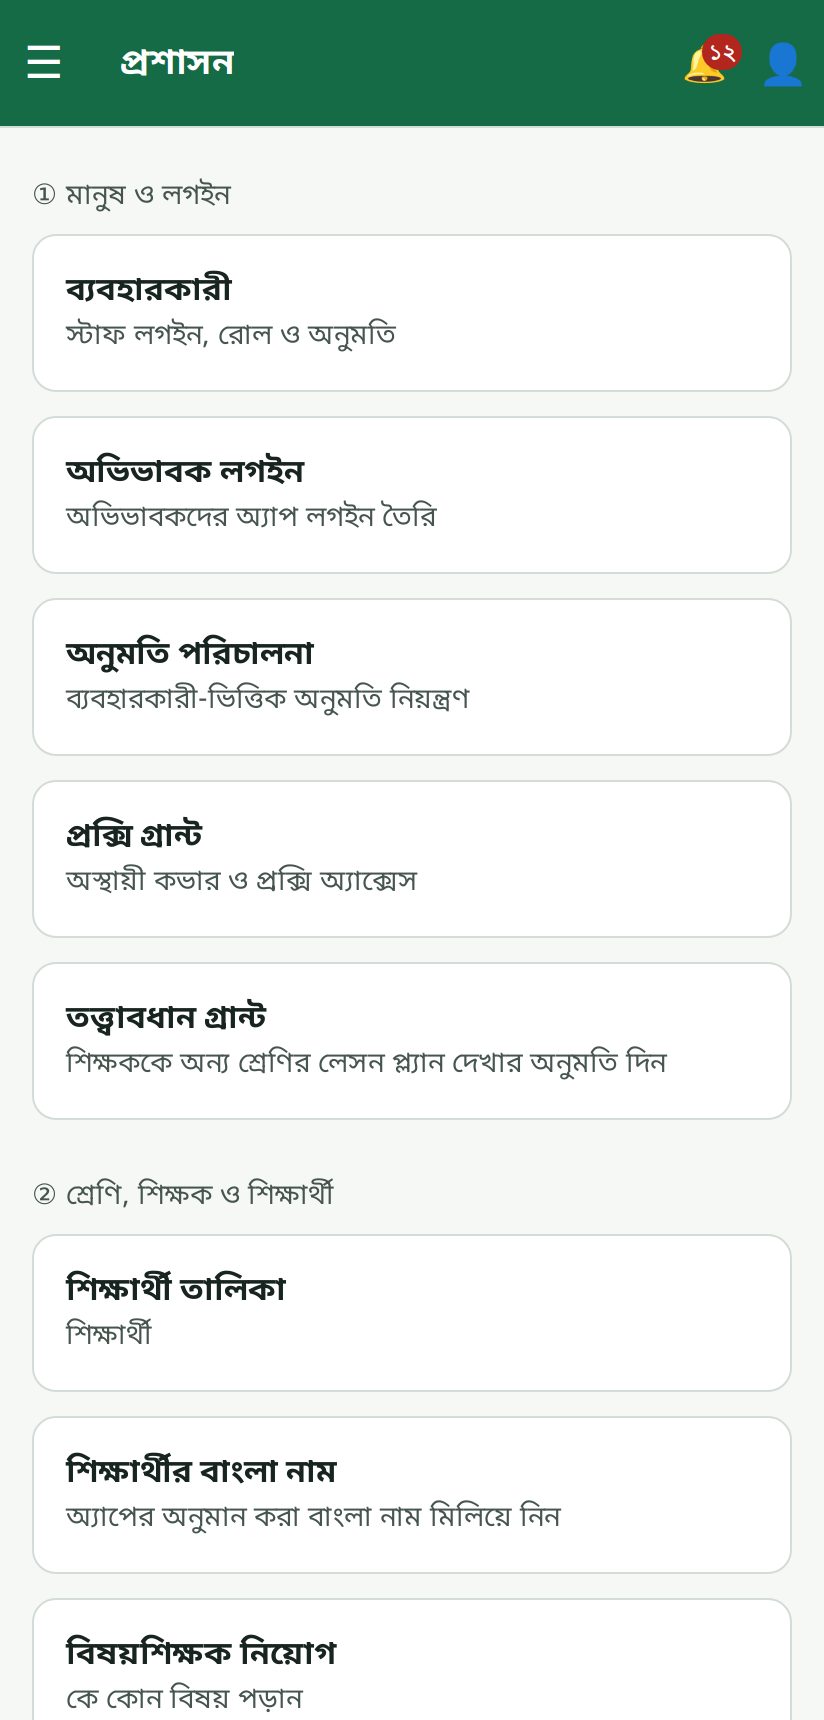 ☰ প্রশাসন ১২
① মানুষ ও লগইন
ব্যবহারকারী
স্টাফ লগইন, রোল ও অনুমতি
অভিভাবক লগইন
অভিভাবকদের অ্যাপ লগইন তৈরি
অনুমতি পরিচালনা
ব্যবহারকারী-ভিত্তিক অনুমতি নিয়ন্ত্রণ
প্রক্সি গ্রান্ট
অস্থায়ী কভার ও প্রক্সি অ্যাক্সেস
তত্ত্বাবধান গ্রান্ট
শিক্ষককে অন্য শ্রেণির লেসন প্ল্যান দেখার অনুমতি দিন
② শ্রেণি, শিক্ষক ও শিক্ষার্থী
শিক্ষার্থী তালিকা
শিক্ষার্থী
শিক্ষার্থীর বাংলা নাম
অ্যাপের অনুমান করা বাংলা নাম মিলিয়ে নিন
বিষয়শিক্ষক নিয়োগ
কে কোন বিষয় পড়ান